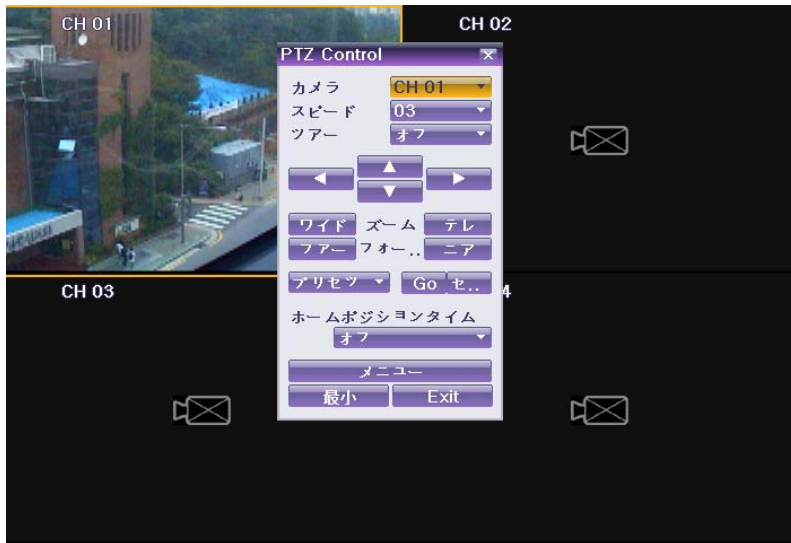 CH 01
CH 02
PTZ Control
カメラ CH 01
スピード 03
ツアー オフ
ワイド ズーム テレ
ファー フォー.. ニア
プリセッ Go セ..
ホームポジションタイム
オフ
メニュー
最小 Exit
CH 03
4